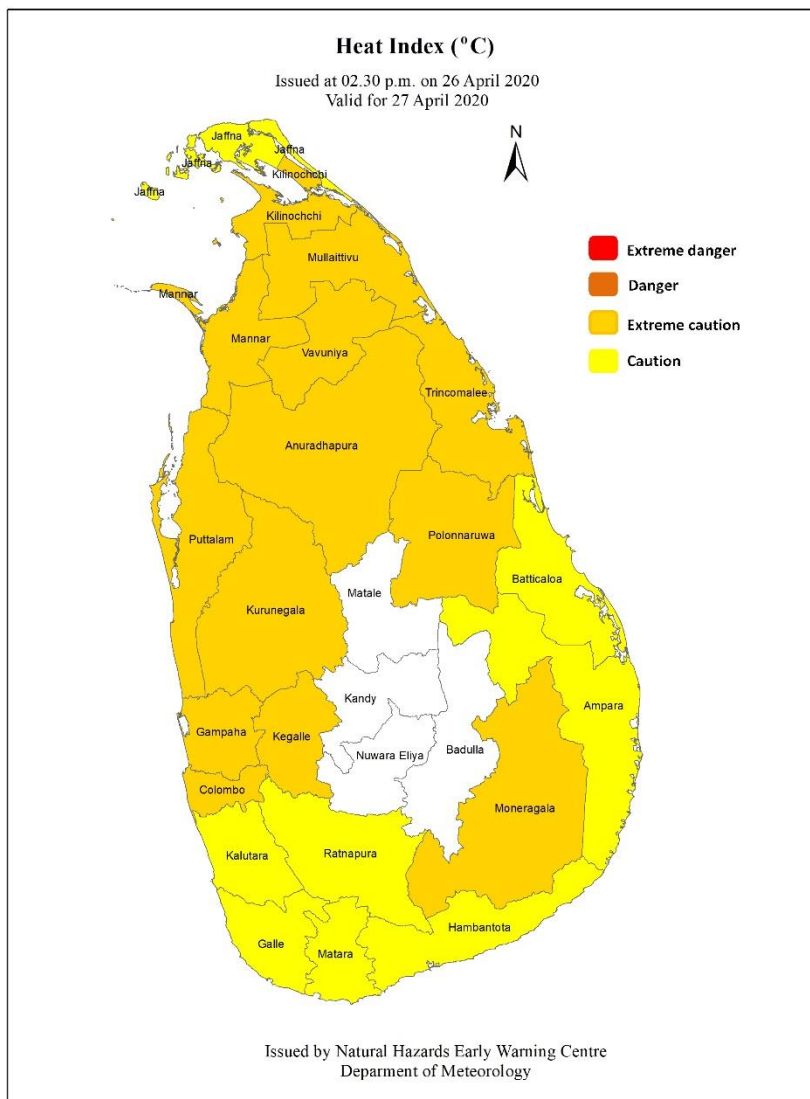 Heat Index (°C)
Issued at 02.30 p.m. on 26 April 2020
Valid for 27 April 2020
N
Jaffna
Jaffna
Jaffna
Jaffna
Kilinochchi
Kilinochchi
Mullaittivu
Mannar
Mannar
Vavuniya
Trincomalee
Anuradhapura
Puttalam
Polonnaruwa
Batticaloa
Matale
Kurunegala
Kandy
Ampara
Gampaha
Kegalle
Nuwara Eliya
Badulla
Colombo
Moneragala
Kalutara
Ratnapura
Hambantota
Galle
Matara
Extreme danger
Danger
Extreme caution
Caution
Issued by Natural Hazards Early Warning Centre
Deparment of Meteorology